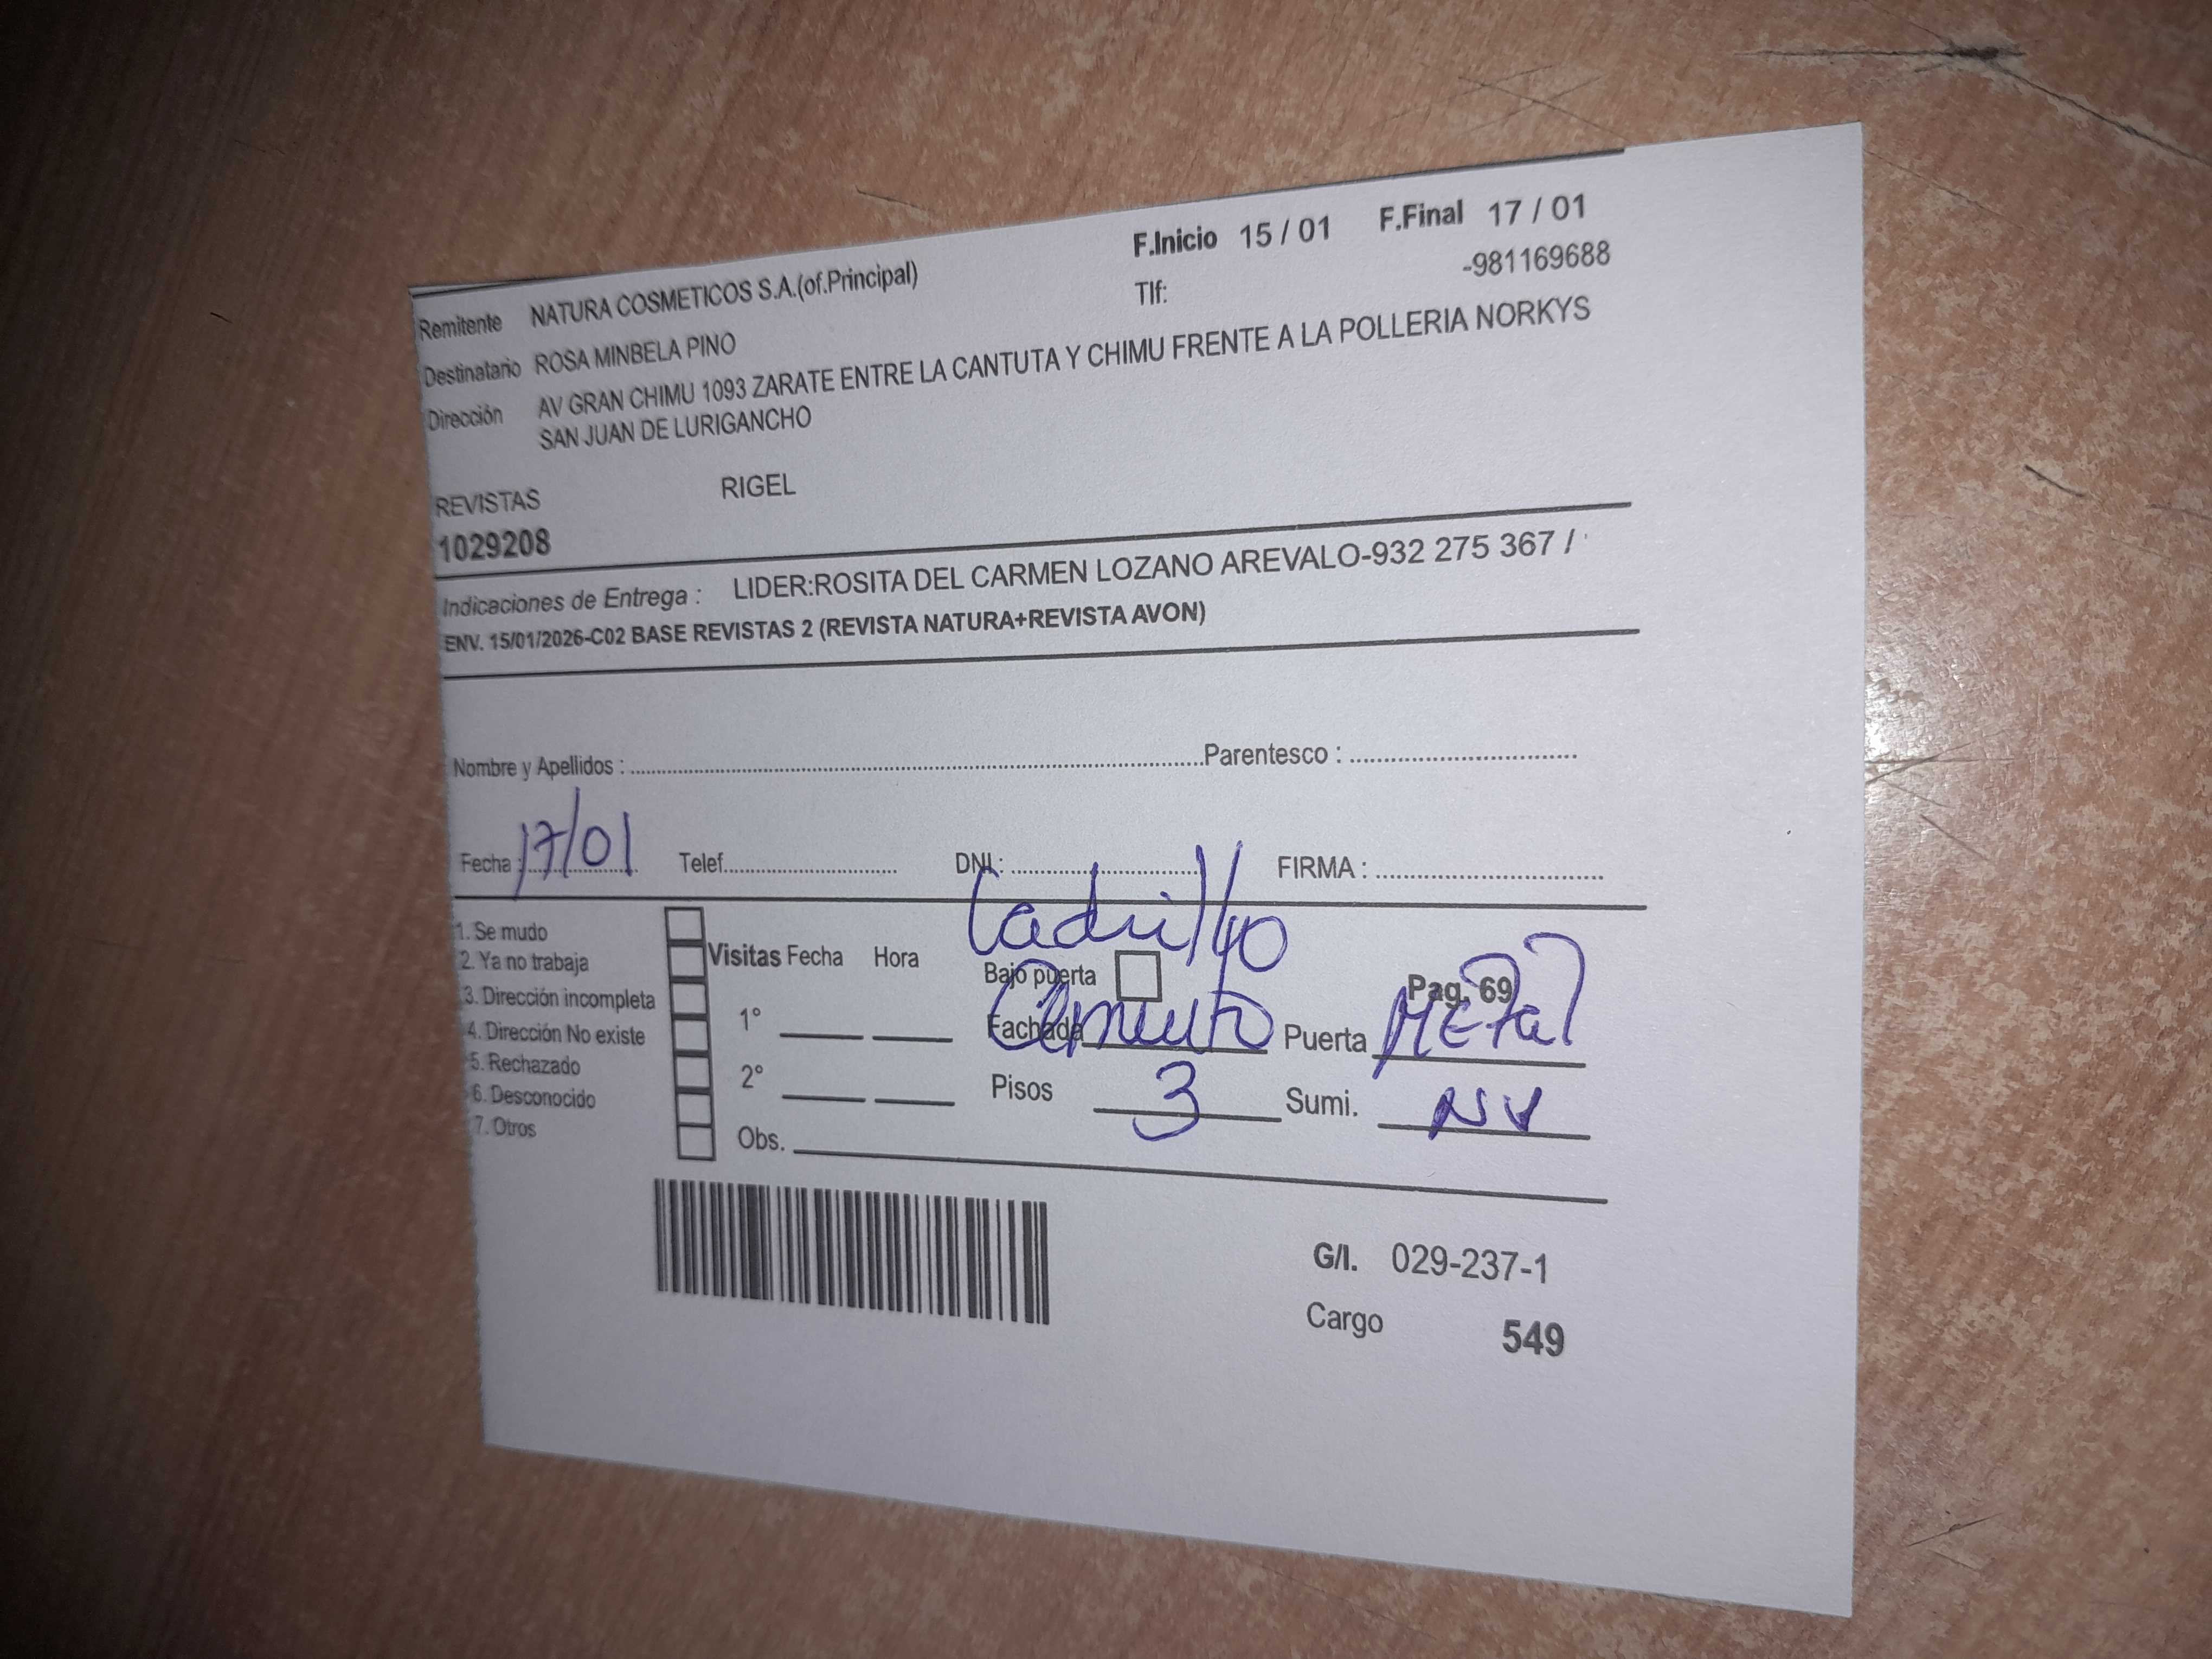 F.Inicio 15 / 01 F.Final 17 / 01
Remitente NATURA COSMETICOS S.A.(of.Principal) Tlf: -981169688
Destinatario ROSA MINBELA PINO
Dirección AV GRAN CHIMU 1093 ZARATE ENTRE LA CANTUTA Y CHIMU FRENTE A LA POLLERIA NORKYS
SAN JUAN DE LURIGANCHO
REVISTAS RIGEL
1029208
Indicaciones de Entrega : LIDER:ROSITA DEL CARMEN LOZANO AREVALO-932 275 367 /
ENV. 15/01/2026-C02 BASE REVISTAS 2 (REVISTA NATURA+REVISTA AVON)
Nombre y Apellidos : Parentesco :
Fecha : 17/01 Telef. DNI.: FIRMA :
Ladrillo
1. Se mudo
2. Ya no trabaja Visitas Fecha Hora Bajo puerta Pag. 69
3. Dirección incompleta
4. Dirección No existe 1° Fachada Cemento Puerta METal
5. Rechazado
6. Desconocido 2° Pisos 3 Sumi. NV
7. Otros Obs.
G/I. 029-237-1
Cargo 549